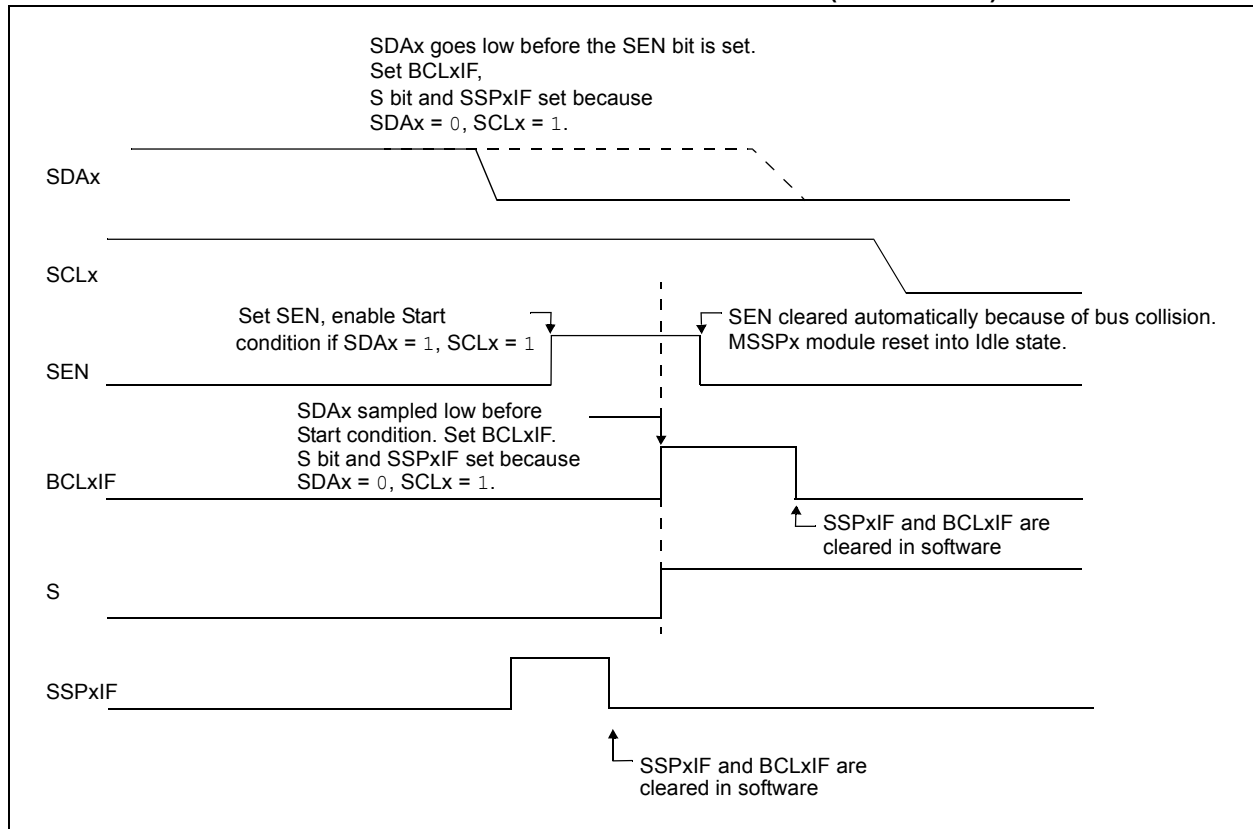 SDAx goes low before the SEN bit is set.
Set BCLxIF,
S bit and SSPxIF set because
SDAx = 0, SCLx = 1.
SDAx
SCLx
Set SEN, enable Start
condition if SDAx = 1, SCLx = 1
SEN cleared automatically because of bus collision.
MSSPx module reset into Idle state.
SEN
SDAx sampled low before
Start condition. Set BCLxIF.
S bit and SSPxIF set because
SDAx = 0, SCLx = 1.
BCLxIF
SSPxIF and BCLxIF are
cleared in software
S
SSPxIF
SSPxIF and BCLxIF are
cleared in software